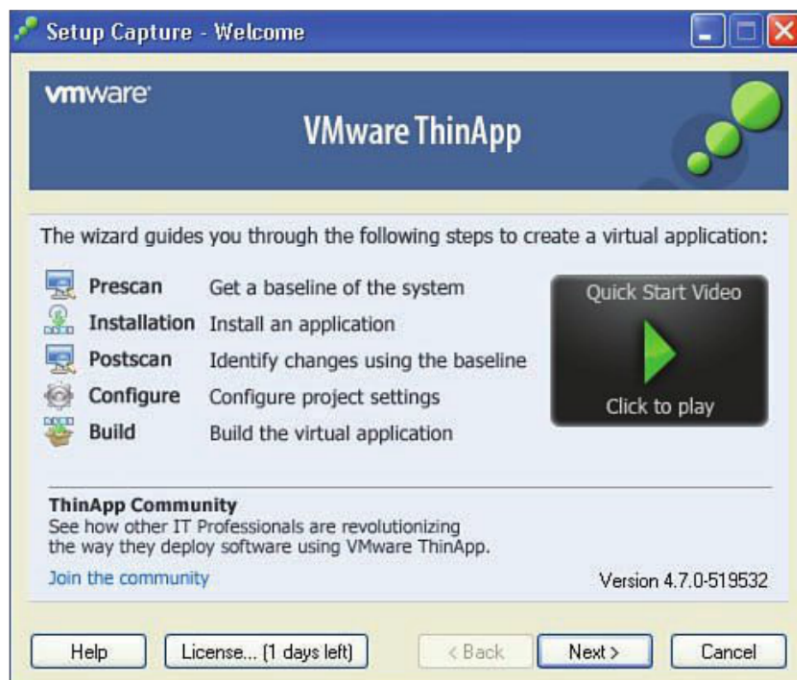 Setup Capture - Welcome
vmware
VMware ThinApp
The wizard guides you through the following steps to create a virtual application:
Prescan Get a baseline of the system
Installation Install an application
Postscan Identify changes using the baseline
Configure Configure project settings
Build Build the virtual application
Quick Start Video
Click to play
ThinApp Community
See how other IT Professionals are revolutionizing
the way they deploy software using VMware ThinApp.
Join the community
Version 4.7.0-519532
Help
License... (1 days left)
< Back
Next >
Cancel